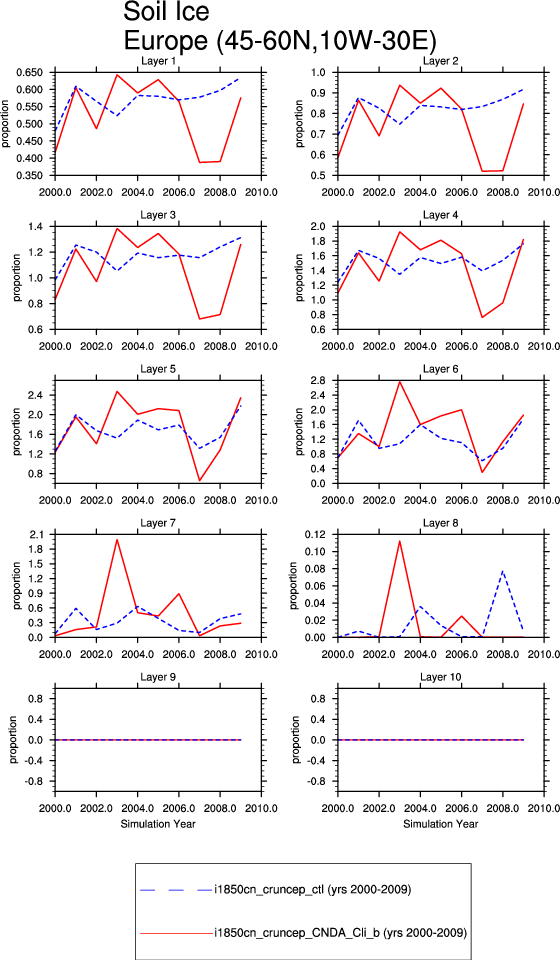 Soil Ice
Europe (45-60N,10W-30E)
Layer 1
0.650
0.600
0.550
0.500
0.450
0.400
0.350
proportion
2000.0 2002.0 2004.0 2006.0 2008.0 2010.0
Layer 2
1.0
0.9
0.8
0.7
0.6
0.5
proportion
2000.0 2002.0 2004.0 2006.0 2008.0 2010.0
Layer 3
1.4
1.2
1.0
0.8
0.6
proportion
2000.0 2002.0 2004.0 2006.0 2008.0 2010.0
Layer 4
2.0
1.8
1.6
1.4
1.2
1.0
0.8
0.6
proportion
2000.0 2002.0 2004.0 2006.0 2008.0 2010.0
Layer 5
2.4
2.0
1.6
1.2
0.8
proportion
2000.0 2002.0 2004.0 2006.0 2008.0 2010.0
Layer 6
2.8
2.4
2.0
1.6
1.2
0.8
0.4
0.0
proportion
2000.0 2002.0 2004.0 2006.0 2008.0 2010.0
Layer 7
2.1
1.8
1.5
1.2
0.9
0.6
0.3
0.0
proportion
2000.0 2002.0 2004.0 2006.0 2008.0 2010.0
Layer 8
0.12
0.10
0.08
0.06
0.04
0.02
0.00
proportion
2000.0 2002.0 2004.0 2006.0 2008.0 2010.0
Layer 9
0.8
0.4
0.0
-0.4
-0.8
proportion
2000.0 2002.0 2004.0 2006.0 2008.0 2010.0
Simulation Year
Layer 10
0.8
0.4
0.0
-0.4
-0.8
proportion
2000.0 2002.0 2004.0 2006.0 2008.0 2010.0
Simulation Year
i1850cn_cruncep_ctl (yrs 2000-2009)
i1850cn_cruncep_CNDA_Cli_b (yrs 2000-2009)